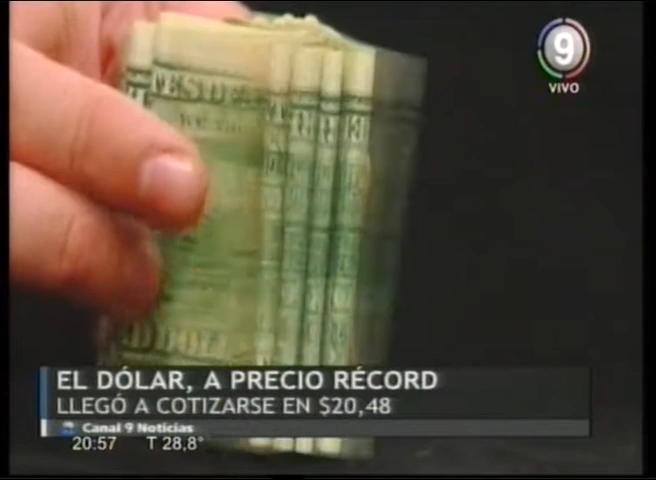 9
VIVO
EL DÓLAR, A PRECIO RÉCORD
LLEGÓ A COTIZARSE EN $20,48
Canal 9 Noticias
20:57 T 28,8°